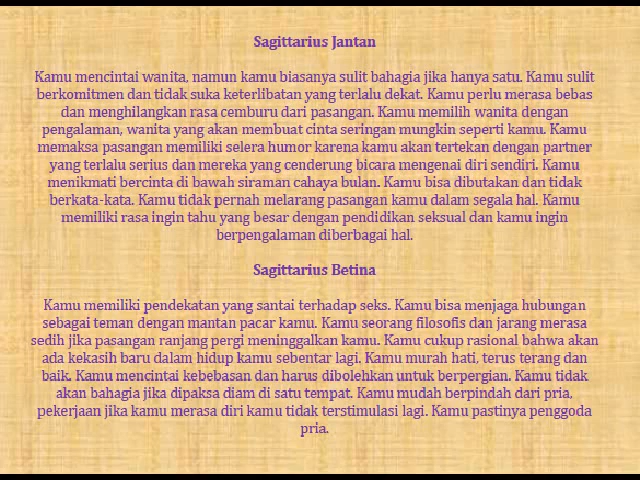 Sagittarius Jantan
Kamu mencintai wanita, namun kamu biasanya sulit bahagia jika hanya satu. Kamu sulit
berkomitmen dan tidak suka keterlibatan yang terlalu dekat. Kamu perlu merasa bebas
dan menghilangkan rasa cemburu dari pasangan. Kamu memilih wanita dengan
pengalaman, wanita yang akan membuat cinta seringan mungkin seperti kamu. Kamu
memaksa pasangan memiliki selera humor karena kamu akan tertekan dengan partner
yang terlalu serius dan mereka yang cenderung bicara mengenai diri sendiri. Kamu
menikmati bercinta di bawah siraman cahaya bulan. Kamu bisa dibutakan dan tidak
berkata-kata. Kamu tidak pernah melarang pasangan kamu dalam segala hal. Kamu
memiliki rasa ingin tahu yang besar dengan pendidikan seksual dan kamu ingin
berpengalaman diberbagai hal.
Sagittarius Betina
Kamu memiliki pendekatan yang santai terhadap seks. Kamu bisa menjaga hubungan
sebagai teman dengan mantan pacar kamu. Kamu seorang filosofis dan jarang merasa
sedih jika pasangan ranjang pergi meninggalkan kamu. Kamu cukup rasional bahwa akan
ada kekasih baru dalam hidup kamu sebentar lagi. Kamu murah hati, terus terang dan
baik. Kamu mencintai kebebasan dan harus dibolehkan untuk berpergian. Kamu tidak
akan bahagia jika dipaksa diam di satu tempat. Kamu mudah berpindah dari pria,
pekerjaan jika kamu merasa diri kamu tidak terstimulasi lagi. Kamu pastinya penggoda
pria.